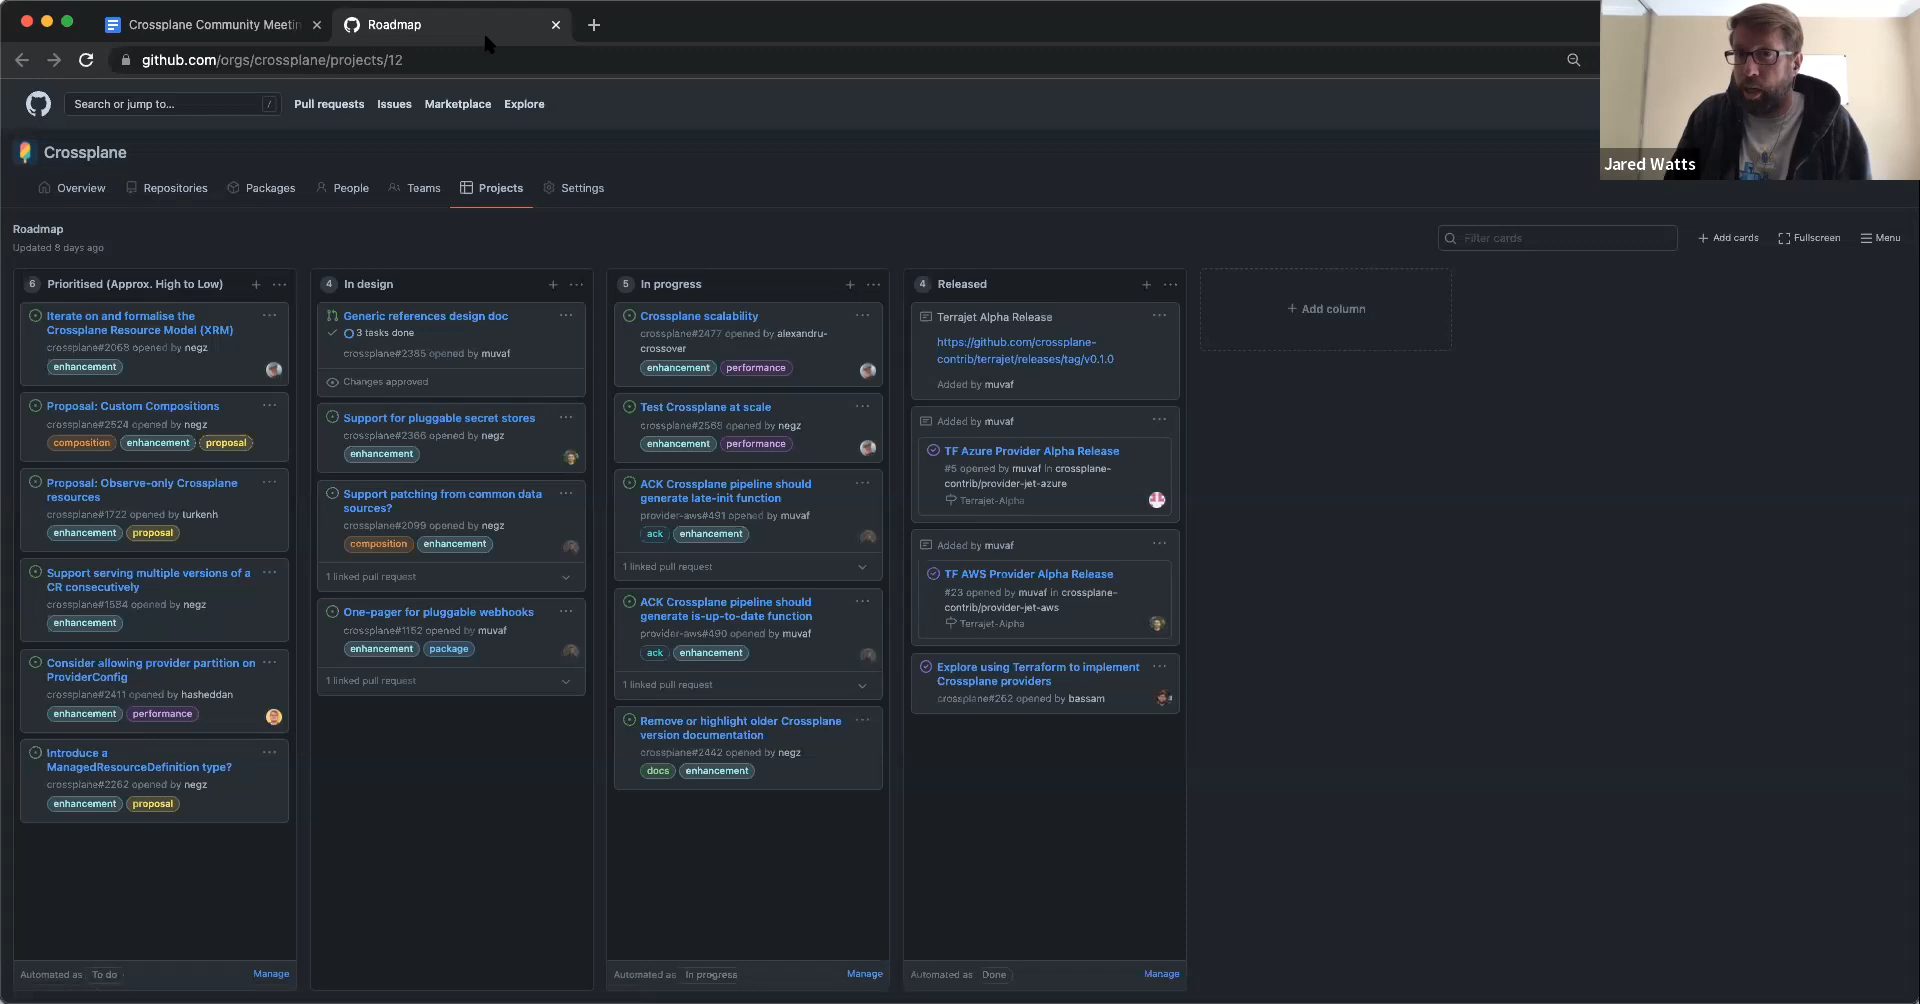 Crossplane Community Meetin
Roadmap
github.com/orgs/crossplane/projects/12
Search or jump to...
/
Pull requests
Issues
Marketplace
Explore
Crossplane
Jared Watts
Overview
Repositories
Packages
People
Teams
Projects
Settings
Roadmap
Updated 8 days ago
Filter cards
+ Add cards
Fullscreen
Menu
6 Prioritised (Approx. High to Low)
Iterate on and formalise the
Crossplane Resource Model (XRM)
crossplane#2068 opened by negz
enhancement
Proposal: Custom Compositions
crossplane#2524 opened by negz
composition enhancement proposal
Proposal: Observe-only Crossplane
resources
crossplane#1722 opened by turkenh
enhancement proposal
Support serving multiple versions of a
CR consecutively
crossplane#1584 opened by negz
enhancement
Consider allowing provider partition on
ProviderConfig
crossplane#2411 opened by hasheddan
enhancement performance
Introduce a
ManagedResourceDefinition type?
crossplane#2262 opened by negz
enhancement proposal
Automated as To do
Manage
4 In design
Generic references design doc
3 tasks done
crossplane#2385 opened by muvaf
Changes approved
Support for pluggable secret stores
crossplane#2366 opened by negz
enhancement
Support patching from common data
sources?
crossplane#2099 opened by negz
composition enhancement
1 linked pull request
One-pager for pluggable webhooks
crossplane#1152 opened by muvaf
enhancement package
1 linked pull request
5 In progress
Crossplane scalability
crossplane#2477 opened by alexandru-
crossover
enhancement performance
Test Crossplane at scale
crossplane#2568 opened by negz
enhancement performance
ACK Crossplane pipeline should
generate late-init function
provider-aws#491 opened by muvaf
ack enhancement
1 linked pull request
ACK Crossplane pipeline should
generate is-up-to-date function
provider-aws#490 opened by muvaf
ack enhancement
1 linked pull request
Remove or highlight older Crossplane
version documentation
crossplane#2442 opened by negz
docs enhancement
Automated as In progress
Manage
4 Released
Terrajet Alpha Release
https://github.com/crossplane-
contrib/terrajet/releases/tag/v0.1.0
Added by muvaf
Added by muvaf
TF Azure Provider Alpha Release
#5 opened by muvaf in crossplane-
contrib/provider-jet-azure
Terrajet-Alpha
Added by muvaf
TF AWS Provider Alpha Release
#23 opened by muvaf in crossplane-
contrib/provider-jet-aws
Terrajet-Alpha
Explore using Terraform to implement
Crossplane providers
crossplane#262 opened by bassam
Automated as Done
Manage
+ Add column